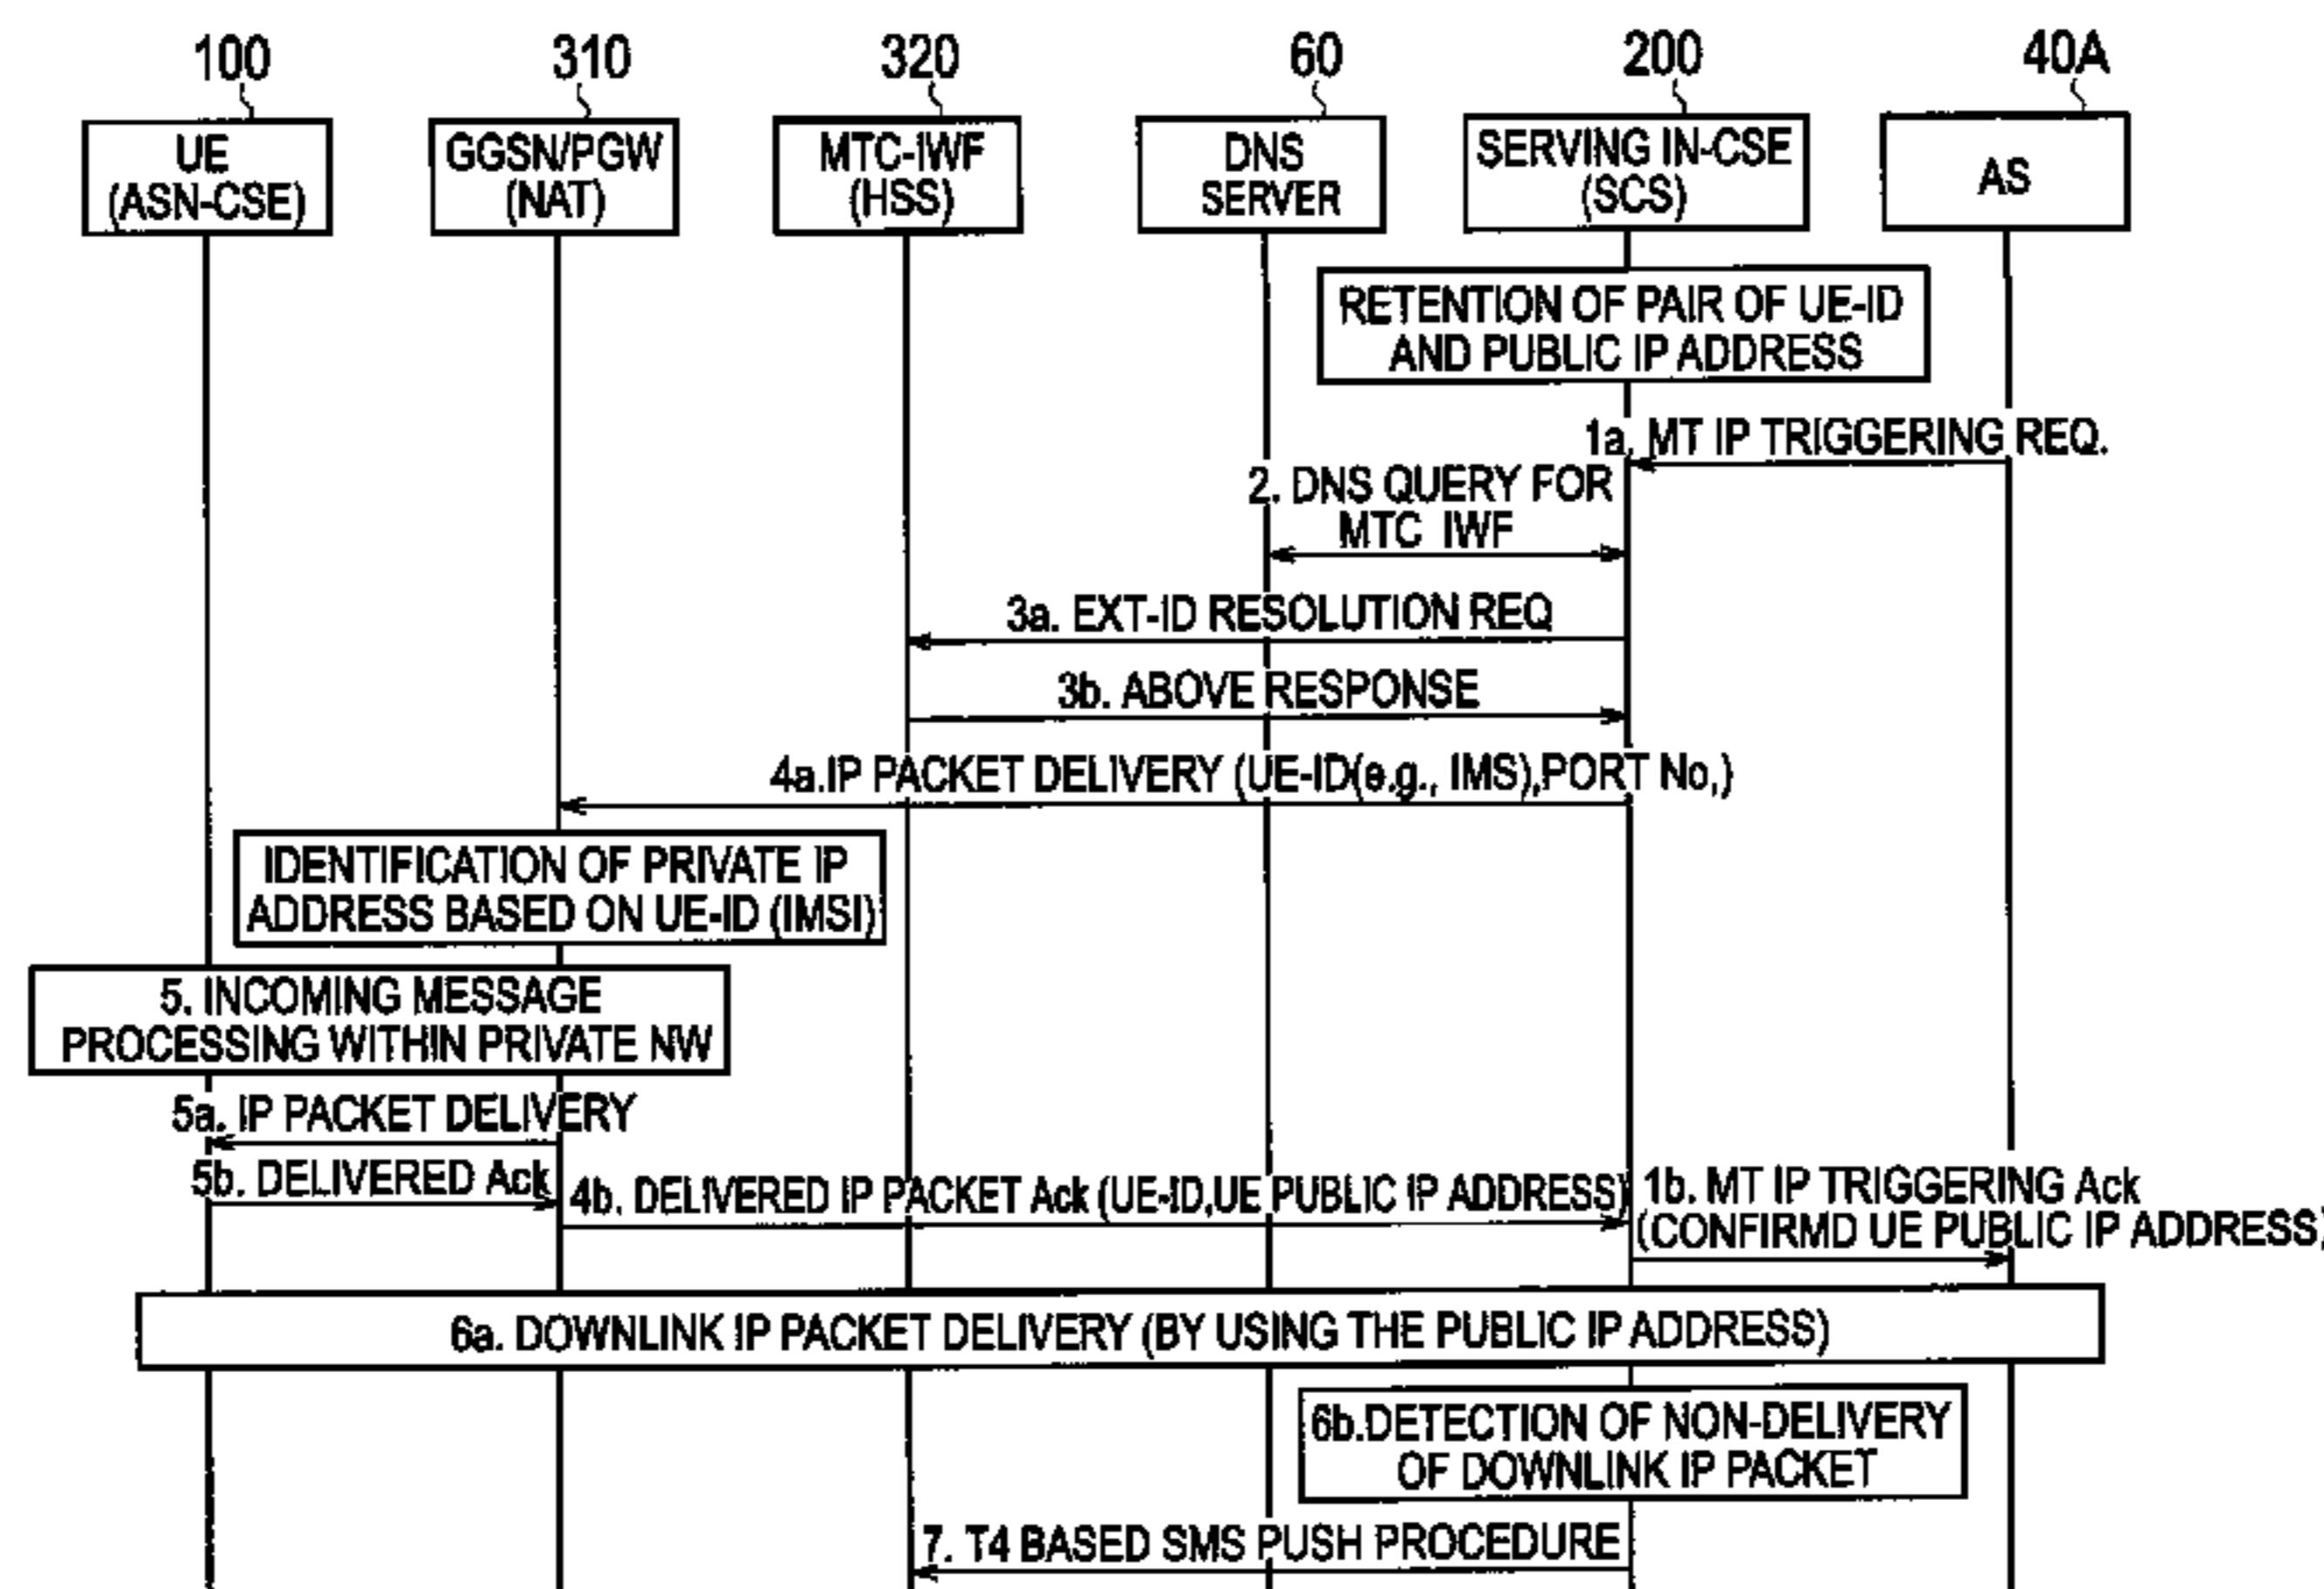 100 310 320 60 200 40A
UE
(ASN-CSE)
GGSN/PGW
(NAT)
MTC-IWF
(HSS)
DNS
SERVER
SERVING IN-CSE
(SCS)
AS
RETENTION OF PAIR OF UE-ID
AND PUBLIC IP ADDRESS
1a. MT IP TRIGGERING REQ.
2. DNS QUERY FOR
MTC IWF
3a. EXT-ID RESOLUTION REQ
3b. ABOVE RESPONSE
4a.IP PACKET DELIVERY (UE-ID(e.g., IMS),PORT No,)
IDENTIFICATION OF PRIVATE IP
ADDRESS BASED ON UE-ID (IMSI)
5. INCOMING MESSAGE
PROCESSING WITHIN PRIVATE NW
5a. IP PACKET DELIVERY
5b. DELIVERED Ack
4b. DELIVERED IP PACKET Ack (UE-ID,UE PUBLIC IP ADDRESS)
1b. MT IP TRIGGERING Ack
(CONFIRMD UE PUBLIC IP ADDRESS)
6a. DOWNLINK IP PACKET DELIVERY (BY USING THE PUBLIC IP ADDRESS)
6b.DETECTION OF NON-DELIVERY
OF DOWNLINK IP PACKET
7. T4 BASED SMS PUSH PROCEDURE